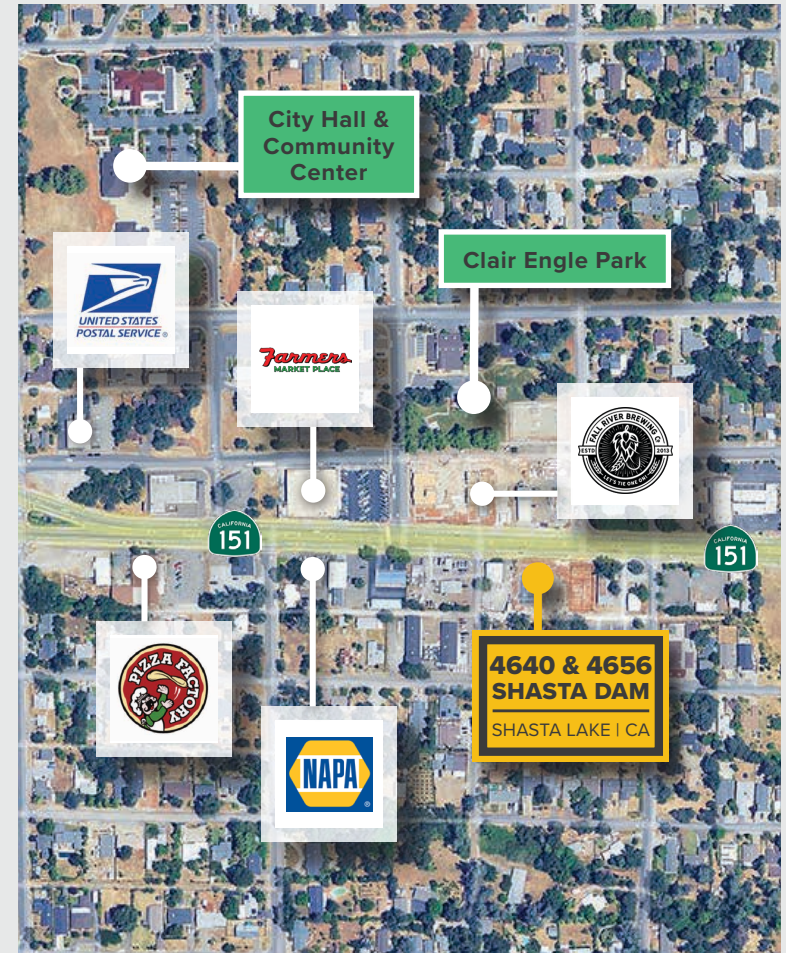 City Hall &
Community
Center
Clair Engle Park
UNITED STATES
POSTAL SERVICE®
Farmers
MARKET PLACE
FALL RIVER BREWING Co
ESTD 2013
LET'S TIE ONE ON!
CALIFORNIA
151
CALIFORNIA
151
PIZZA FACTORY
4640 & 4656
SHASTA DAM
SHASTA LAKE | CA
NAPA®